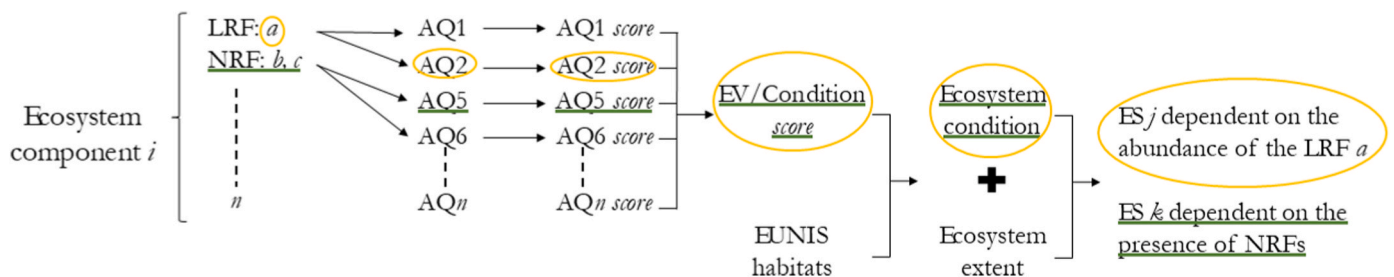 LRF: a
NRF: b, c
n
Ecosystem
component i
AQ1
AQ2
AQ5
AQ6
AQn
AQ1 score
AQ2 score
AQ5 score
AQ6 score
AQn score
EV/Condition
score
EUNIS
habitats
Ecosystem
condition
+
Ecosystem
extent
ES j dependent on the
abundance of the LRF a
ES k dependent on the
presence of NRFs